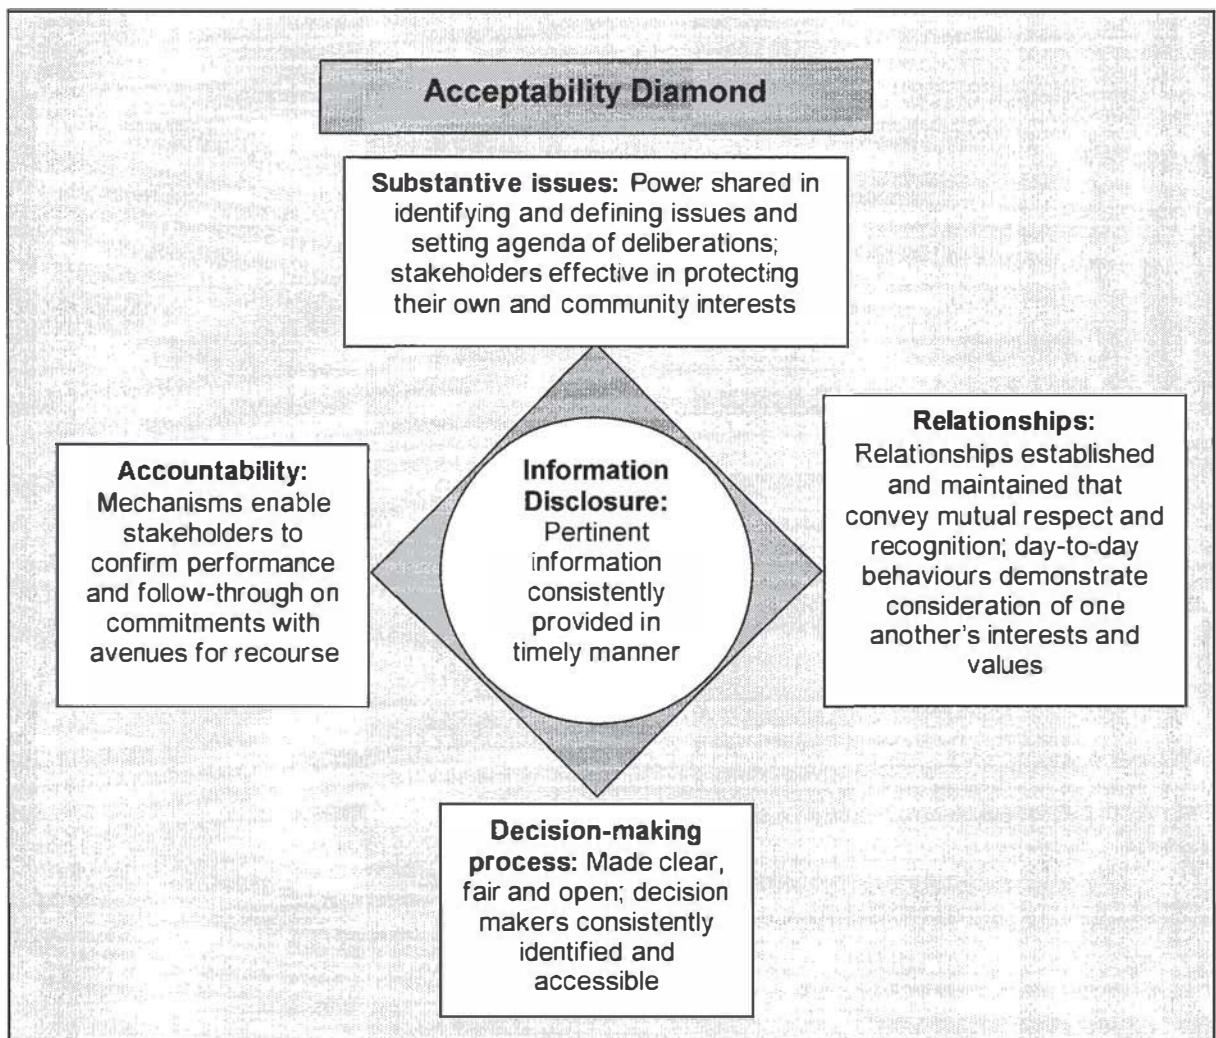 Acceptability Diamond
Substantive issues: Power shared in
identifying and defining issues and
setting agenda of deliberations;
stakeholders effective in protecting
their own and community interests
Accountability:
Mechanisms enable
stakeholders to
confirm performance
and follow-through on
commitments with
avenues for recourse
Information
Disclosure:
Pertinent
information
consistently
provided in
timely manner
Relationships:
Relationships established
and maintained that
convey mutual respect and
recognition; day-to-day
behaviours demonstrate
consideration of one
another's interests and
values
Decision-making
process: Made clear,
fair and open; decision
makers consistently
identified and
accessible